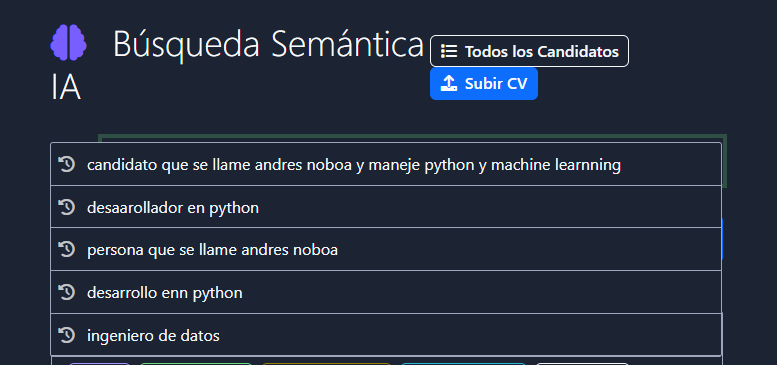 Búsqueda Semántica
IA
Todos los Candidatos
Subir CV
candidato que se llame andres noboa y maneje python y machine learnning
desaarollador en python
persona que se llame andres noboa
desarrollo enn python
ingeniero de datos